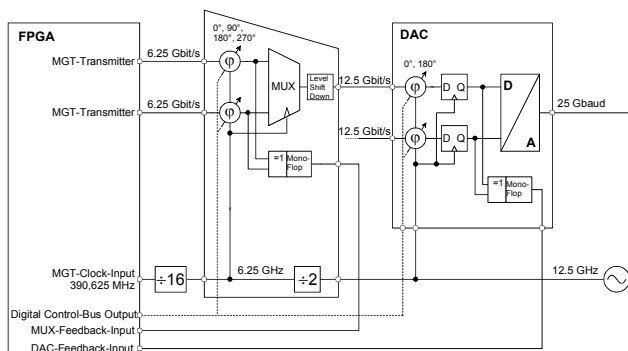 FPGA
DAC
0°, 90°,
180°, 270°
MGT-Transmitter
6.25 Gbit/s
φ
MUX
Level
Shift
Down
12.5 Gbit/s
0°, 180°
φ
D Q
D
25 Gbaud
MGT-Transmitter
6.25 Gbit/s
φ
12.5 Gbit/s
φ
D Q
A
=1
Mono-
Flop
=1
Mono-
Flop
MGT-Clock-Input
390,625 MHz
÷16
6.25 GHz
÷2
12.5 GHz
Digital Control-Bus Output
MUX-Feedback-Input
DAC-Feedback-Input